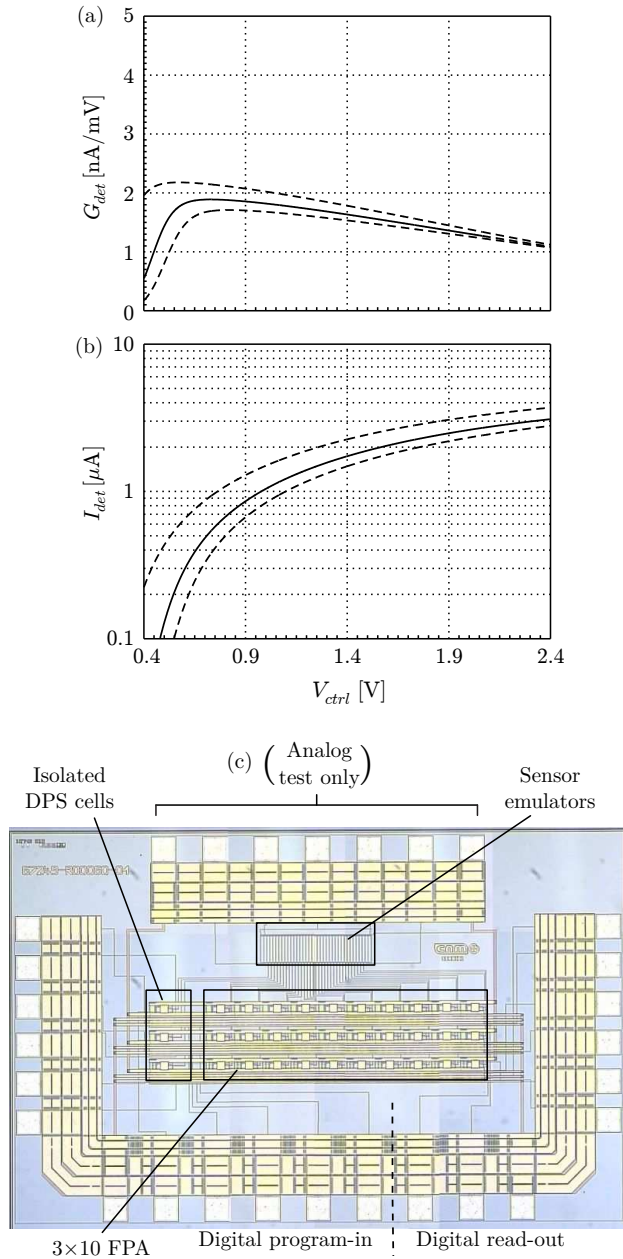 (a)
5
4
3
2
1
0
G_det [nA/mV]
(b)
10
1
0.1
I_det [μA]
0.4 0.9 1.4 1.9 2.4
V_ctrl [V]
(c) (Analog
test only)
Isolated
DPS cells
Sensor
emulators
3×10 FPA
Digital program-in
Digital read-out